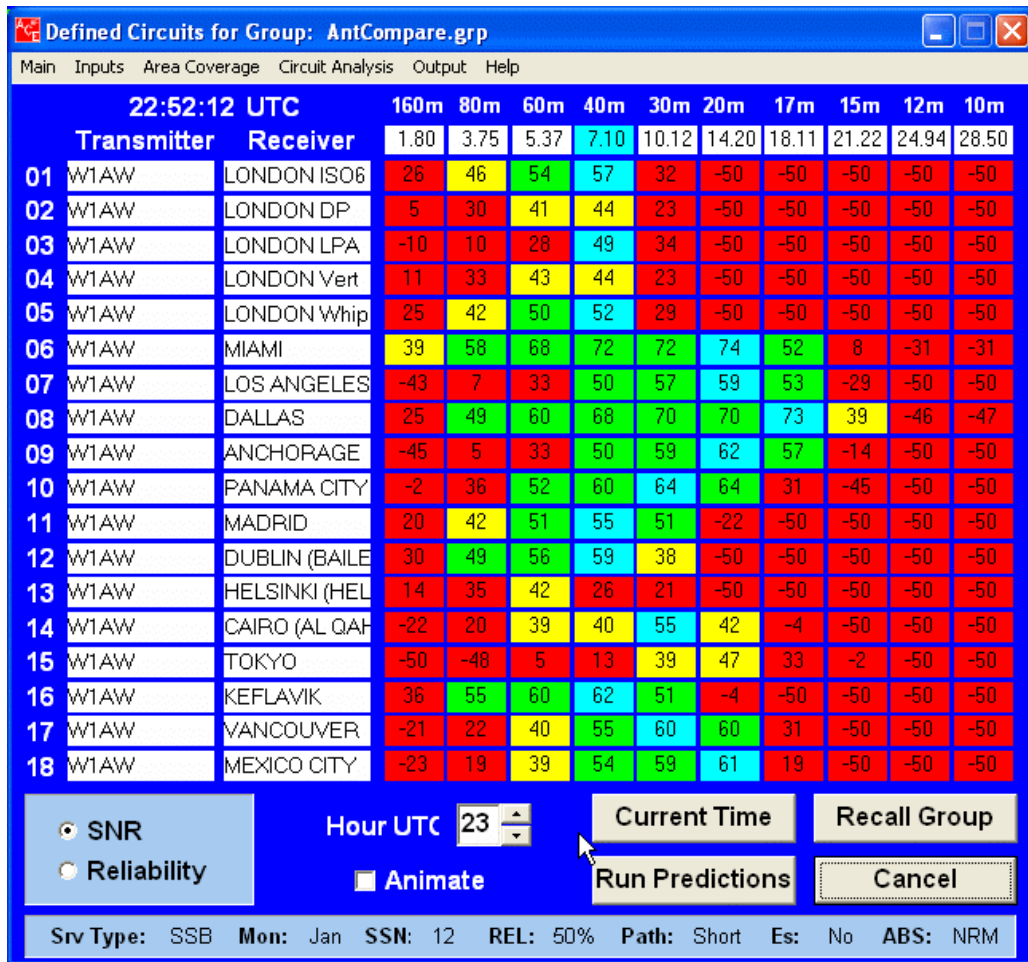 ACE Defined Circuits for Group: AntCompare.grp
Main Inputs Area Coverage Circuit Analysis Output Help
22:52:12 UTC 160m 80m 60m 40m 30m 20m 17m 15m 12m 10m
Transmitter Receiver 1.80 3.75 5.37 7.10 10.12 14.20 18.11 21.22 24.94 28.50
01 W1AW LONDON ISO6 26 46 54 57 32 -50 -50 -50 -50 -50
02 W1AW LONDON DP 5 30 41 44 23 -50 -50 -50 -50 -50
03 W1AW LONDON LPA -10 10 28 49 34 -50 -50 -50 -50 -50
04 W1AW LONDON Vert 11 33 43 44 23 -50 -50 -50 -50 -50
05 W1AW LONDON Whip 25 42 50 52 29 -50 -50 -50 -50 -50
06 W1AW MIAMI 39 58 68 72 72 74 52 8 -31 -31
07 W1AW LOS ANGELES -43 7 33 50 57 59 53 -29 -50 -50
08 W1AW DALLAS 25 49 60 68 70 70 73 39 -46 -47
09 W1AW ANCHORAGE -45 5 33 50 59 62 57 -14 -50 -50
10 W1AW PANAMA CITY -2 36 52 60 64 64 31 -45 -50 -50
11 W1AW MADRID 20 42 51 55 51 -22 -50 -50 -50 -50
12 W1AW DUBLIN (BAILE 30 49 56 59 38 -50 -50 -50 -50 -50
13 W1AW HELSINKI (HEL 14 35 42 26 21 -50 -50 -50 -50 -50
14 W1AW CAIRO (AL QAH -22 20 39 40 55 42 -4 -50 -50 -50
15 W1AW TOKYO -50 -48 5 13 39 47 33 -2 -50 -50
16 W1AW KEFLAVIK 36 55 60 62 51 -4 -50 -50 -50 -50
17 W1AW VANCOUVER -21 22 40 55 60 60 31 -50 -50 -50
18 W1AW MEXICO CITY -23 19 39 54 59 61 19 -50 -50 -50
SNR Hour UTC 23 Current Time Recall Group
Reliability Animate Run Predictions Cancel
Srv Type: SSB Mon: Jan SSN: 12 REL: 50% Path: Short Es: No ABS: NRM